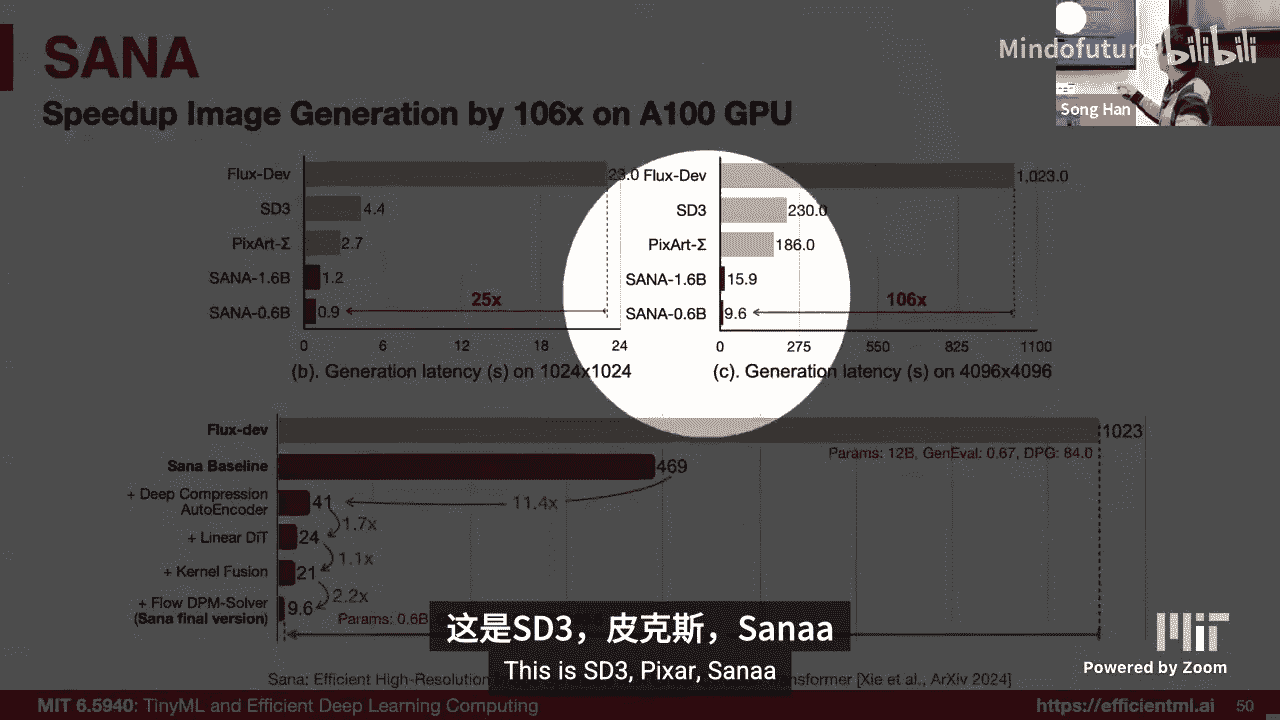 SANA
Mindofuture bilibili
Song Han
Speedup Image Generation by 106x on A100 GPU
Flux-Dev 23.0
SD3 4.4
PixArt-Σ 2.7
SANA-1.6B 1.2
SANA-0.6B 0.9
25x
0 6 12 18 24
(b). Generation latency (s) on 1024x1024
Flux-Dev 1,023.0
SD3 230.0
PixArt-Σ 186.0
SANA-1.6B 15.9
SANA-0.6B 9.6
106x
0 275 550 825 1100
(c). Generation latency (s) on 4096x4096
Flux-dev 1023
Params: 12B, GenEval: 0.67, DPG: 84.0
Sana Baseline 469
+ Deep Compression
AutoEncoder 41 11.4x
1.7x
+ Linear DiT 24
1.1x
+ Kernel Fusion 21
2.2x
+ Flow DPM-Solver
(Sana final version) 9.6 Params: 0.6B
这是SD3，皮克斯，Sanaa
This is SD3, Pixar, Sanaa
MiT
Powered by Zoom
Sana: Efficient High-Resolution nsformer [Xie et al., ArXiv 2024]
MIT 6.5940: TinyML and Efficient Deep Learning Computing https://efficientml.ai 50